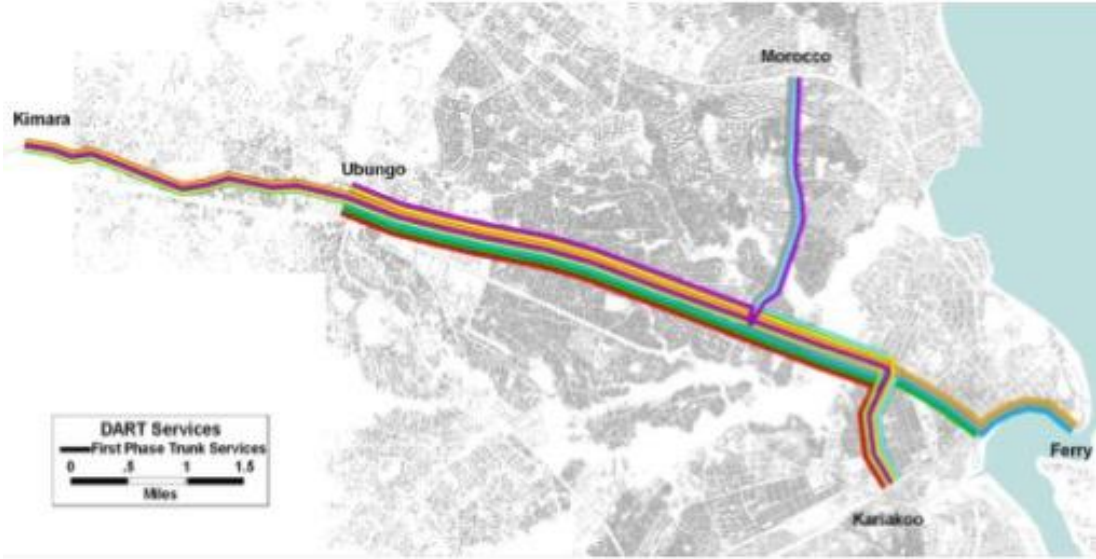 Morocco
Kimara
Ubungo
DART Services
First Phase Trunk Services
0 .5 1 1.5
Miles
Ferry
Kariakoo